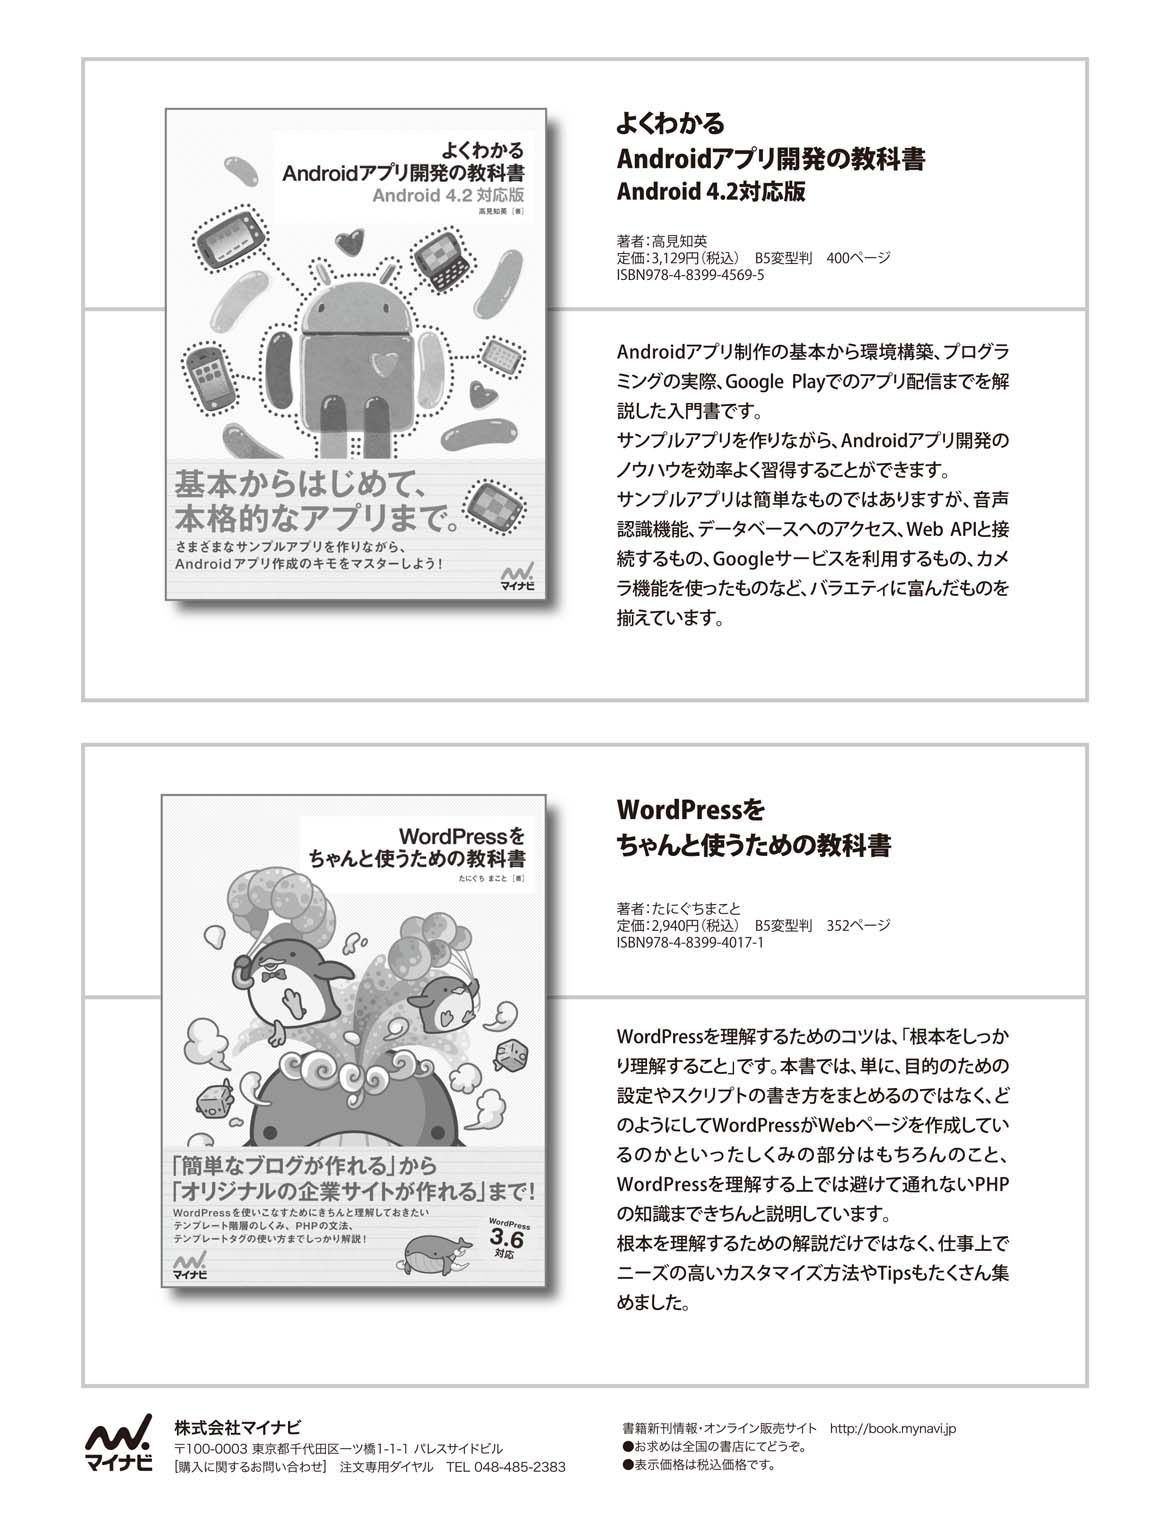 よくわかる
Androidアプリ開発の教科書
Android 4.2 対応版
高見知英 [著]
基本からはじめて、
本格的なアプリまで。
さまざまなサンプルアプリを作りながら、
Androidアプリ作成のキモをマスターしよう!
マイナビ
よくわかる
Androidアプリ開発の教科書
Android 4.2対応版
著者:高見知英
定価:3,129円(税込) B5変型判 400ページ
ISBN978-4-8399-4569-5
Androidアプリ制作の基本から環境構築、プログラ
ミングの実際、Google Playでのアプリ配信までを解
説した入門書です。
サンプルアプリを作りながら、Androidアプリ開発の
ノウハウを効率よく習得することができます。
サンプルアプリは簡単なものではありますが、音声
認識機能、データベースへのアクセス、Web APIと接
続するもの、Googleサービスを利用するもの、カメ
ラ機能を使ったものなど、バラエティに富んだものを
揃えています。
WordPressを
ちゃんと使うための教科書
たにぐち まこと [著]
「簡単なブログが作れる」から
「オリジナルの企業サイトが作れる」まで!
WordPressを使いこなすためにきちんと理解しておきたい
テンプレート階層のしくみ、PHPの文法、
テンプレートタグの使い方までしっかり解説!
WordPress
3.6
対応
マイナビ
WordPressを
ちゃんと使うための教科書
著者:たにぐちまこと
定価:2,940円(税込) B5変型判 352ページ
ISBN978-4-8399-4017-1
WordPressを理解するためのコツは、「根本をしっか
り理解すること」です。本書では、単に、目的のための
設定やスクリプトの書き方をまとめるのではなく、ど
のようにしてWordPressがWebページを作成してい
るのかといったしくみの部分はもちろんのこと、
WordPressを理解する上では避けて通れないPHP
の知識まできちんと説明しています。
根本を理解するための解説だけではなく、仕事上で
ニーズの高いカスタマイズ方法やTipsもたくさん集
めました。
マイナビ
株式会社マイナビ
〒100-0003 東京都千代田区一ツ橋1-1-1 パレスサイドビル
[購入に関するお問い合わせ] 注文専用ダイヤル TEL 048-485-2383
書籍新刊情報・オンライン販売サイト http://book.mynavi.jp
●お求めは全国の書店にてどうぞ。
●表示価格は税込価格です。